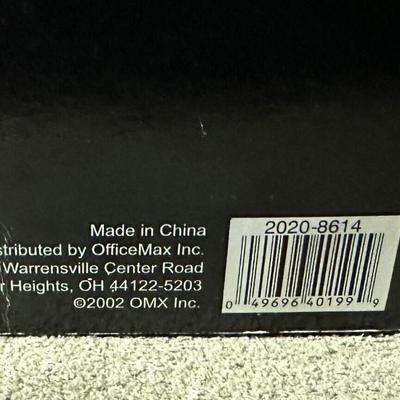 Made in China
stributed by OfficeMax Inc.
Warrensville Center Road
r Heights, OH 44122-5203
©2002 OMX Inc.
2020-8614
0 49696 40199 9